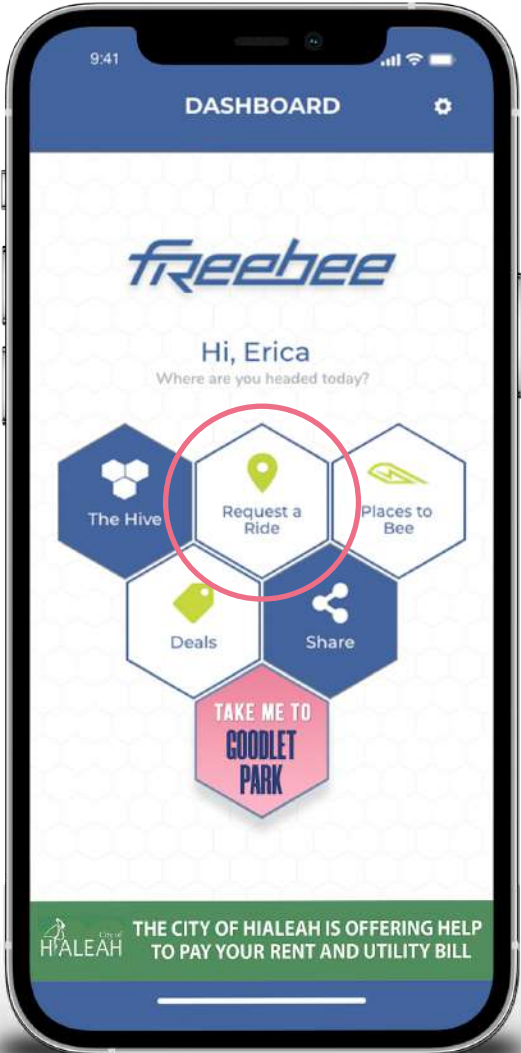 9:41
DASHBOARD
freebee
Hi, Erica
Where are you headed today?
The Hive
Request a
Ride
Places to
Bee
Deals
Share
TAKE ME TO
GOODLET
PARK
City of
HIALEAH
THE CITY OF HIALEAH IS OFFERING HELP
TO PAY YOUR RENT AND UTILITY BILL